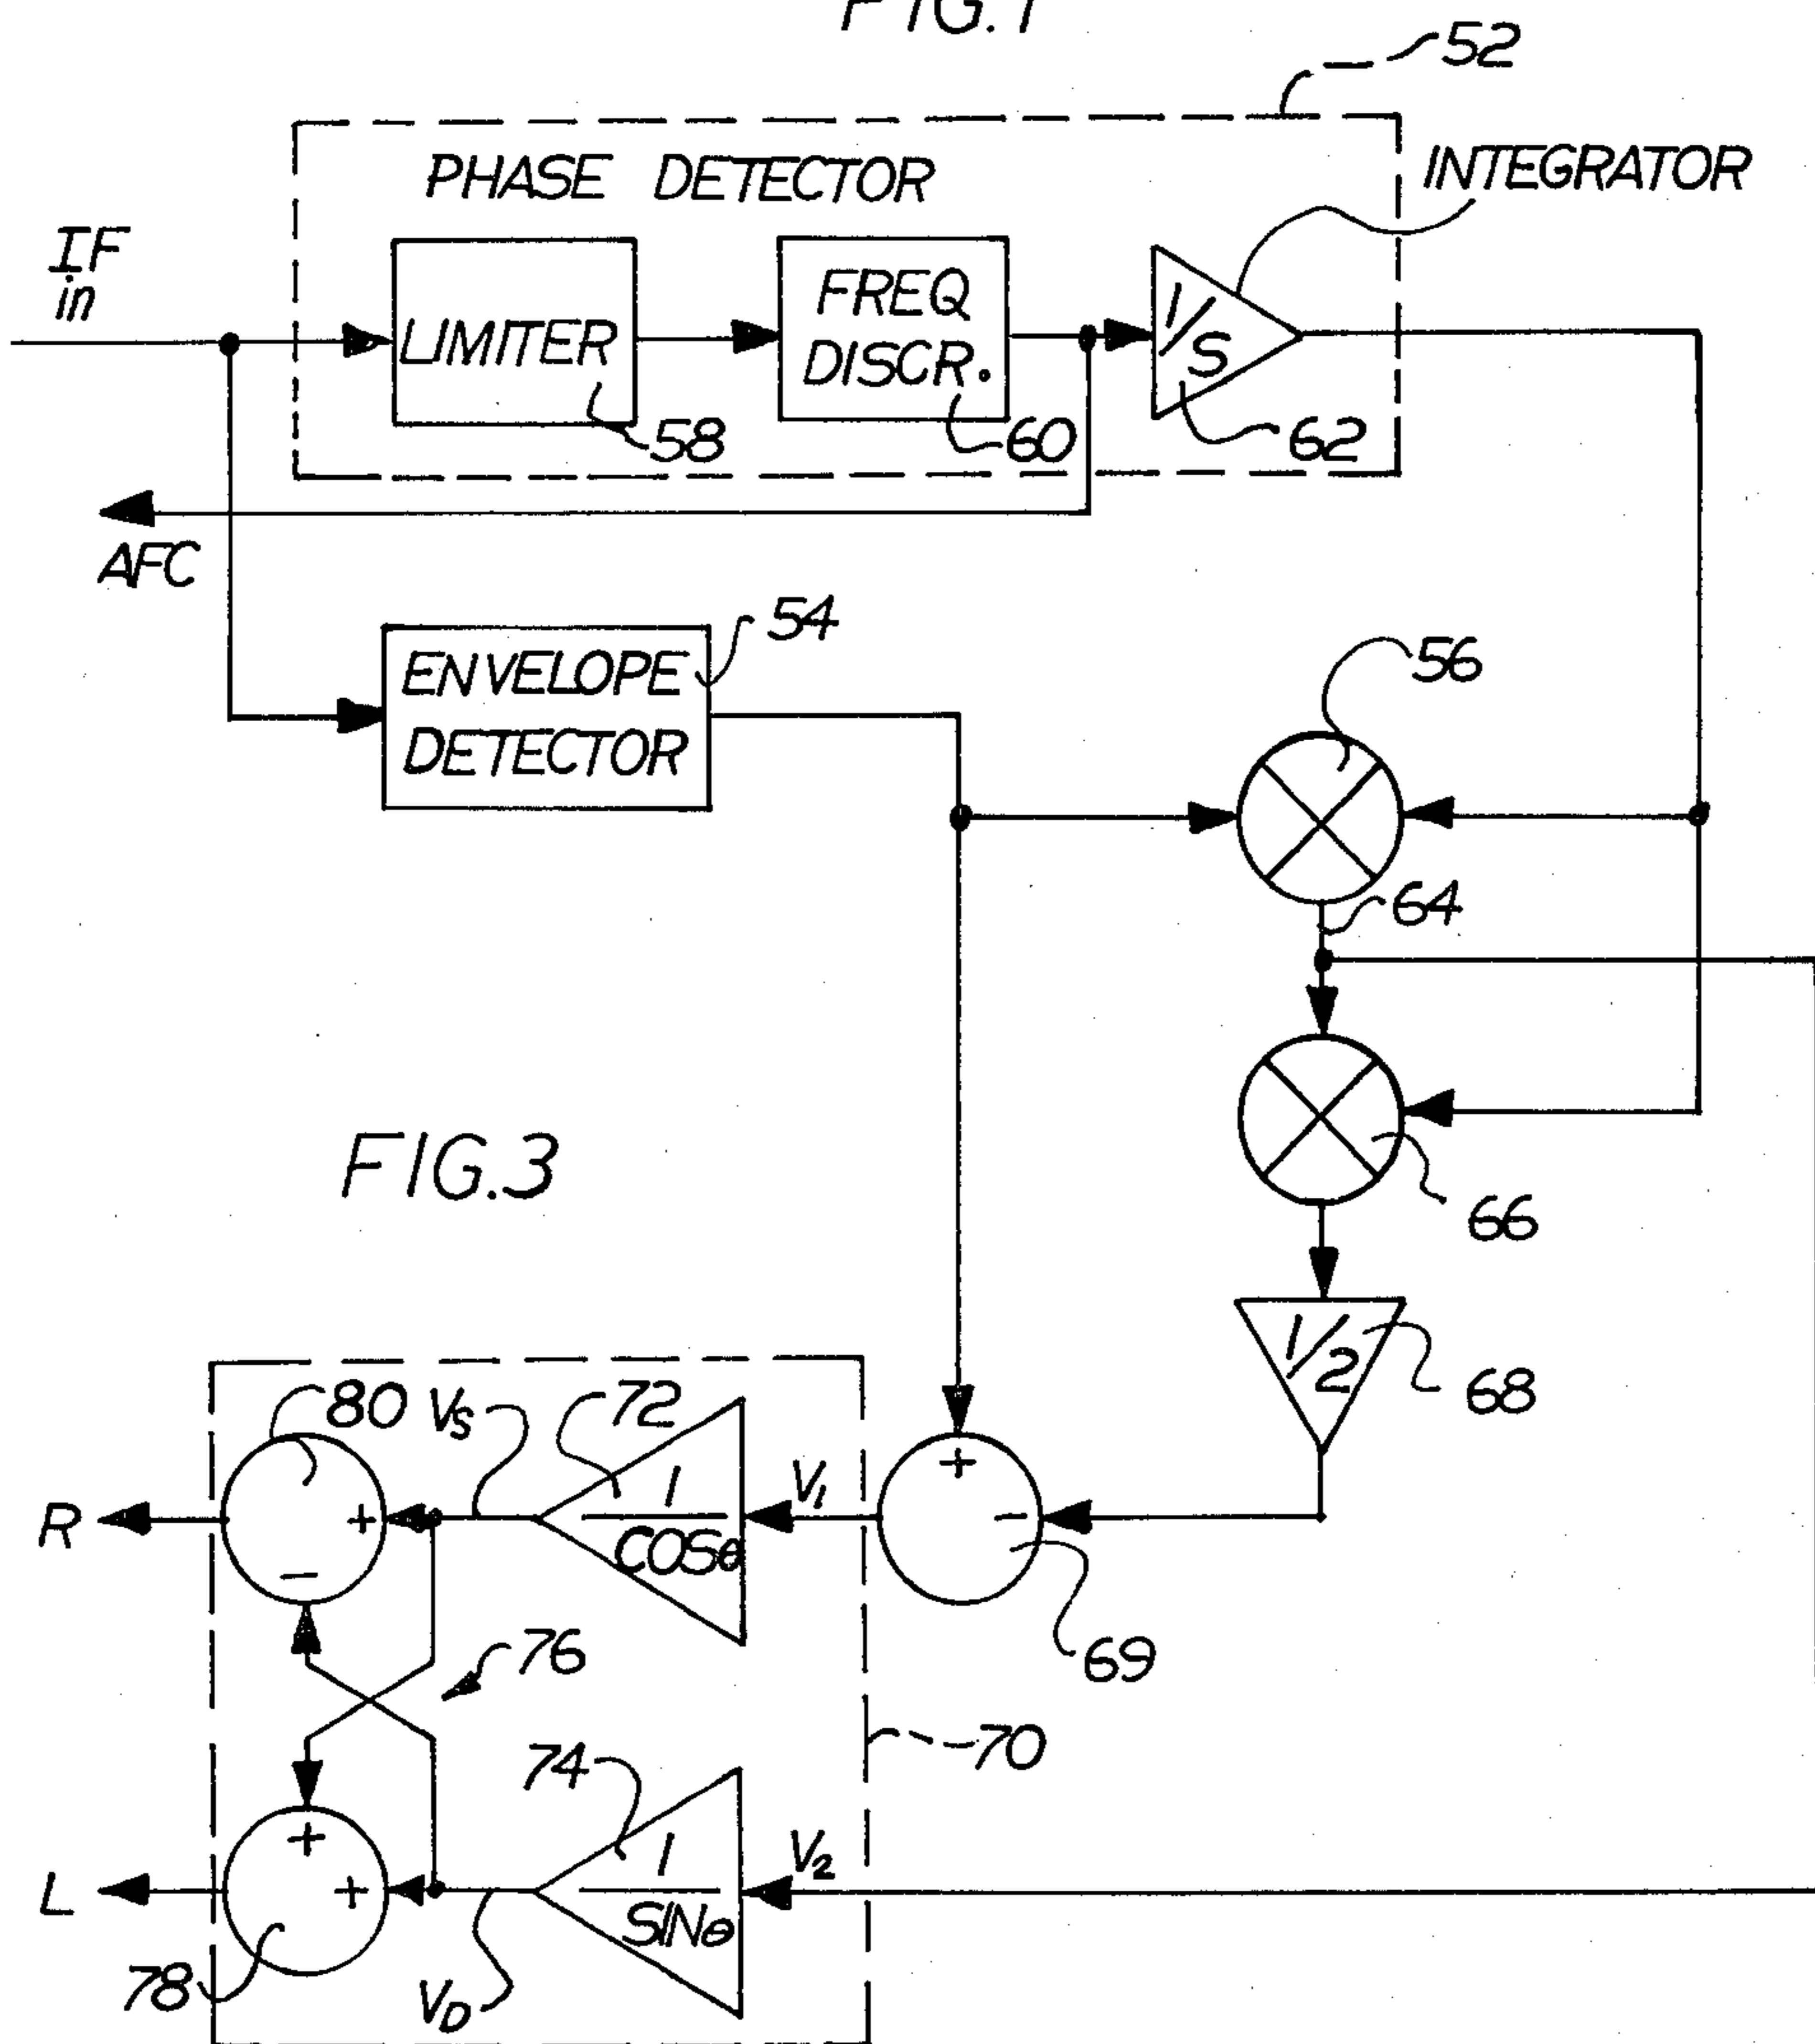 FIG. 1
52
PHASE DETECTOR
INTEGRATOR
IF
in
LIMITER
FREQ
DISCR.
1/S
58
60
62
AFC
54
ENVELOPE
DETECTOR
56
64
FIG.3
66
1/2
68
80
VS
72
+
R
+
1
COSθ
V1
−
−
69
76
70
74
+
L
+
1
SINθ
V2
78
VD